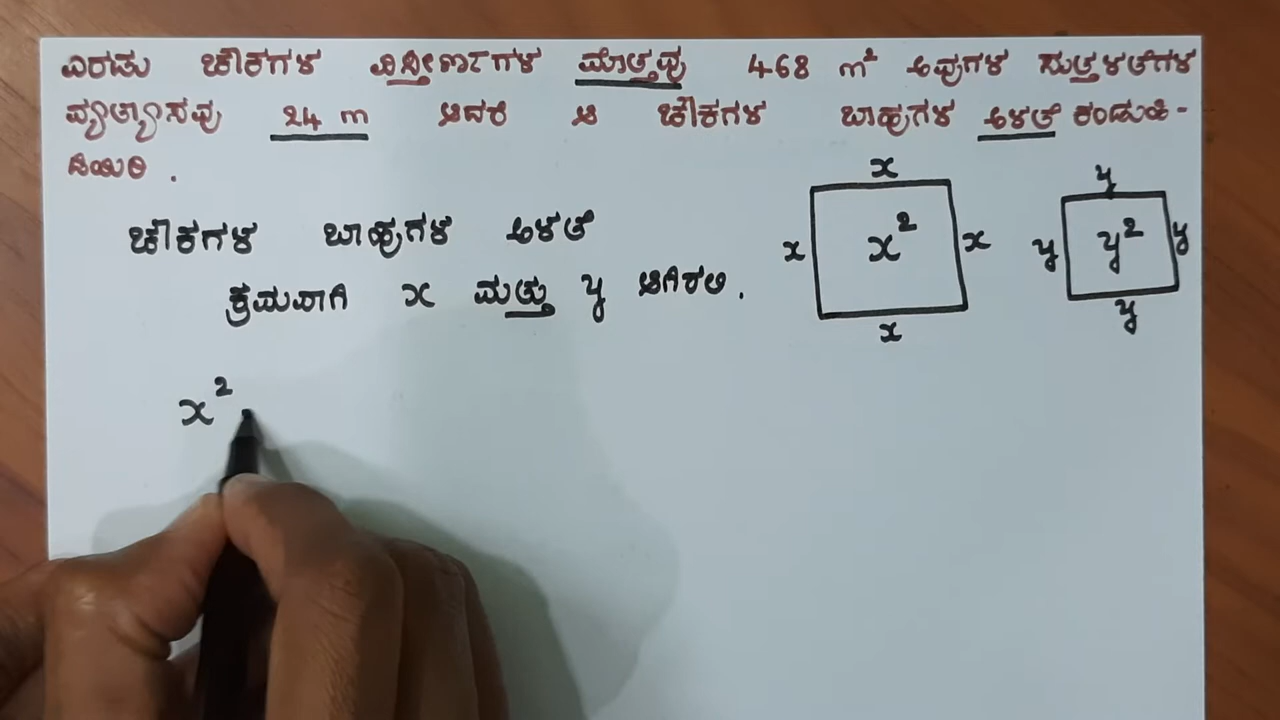 ಎರಡು ಚೌಕಗಳ ವಿಸ್ತೀರ್ಣಗಳ ಮೊತ್ತವು 468 m² ಅವುಗಳ ಸುತ್ತಳತೆಗಳ
ವ್ಯತ್ಯಾಸವು 24 m ಆದರೆ ಆ ಚೌಕಗಳ ಬಾಹುಗಳ ಅಳತೆ ಕಂಡುಹಿ-
ಡಿಯಿರಿ .
ಚೌಕಗಳ ಬಾಹುಗಳ ಅಳತೆ
ಕ್ರಮವಾಗಿ x ಮತ್ತು y ಆಗಿರಲಿ .
x
x x² x
x
y
y y² y
y
x²